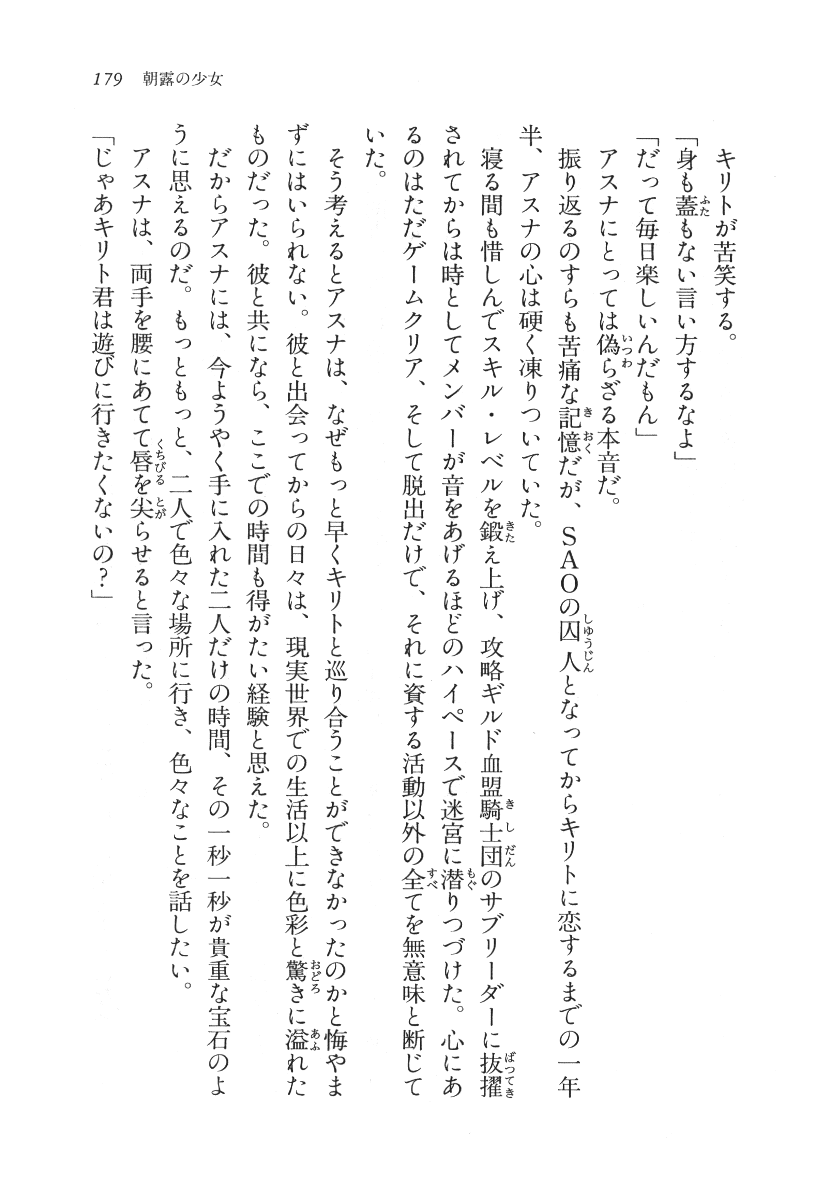 179 朝露の少女
キリトが苦笑する。
「身も蓋もない言い方するなよ」
「だって毎日楽しいんだもん」
アスナにとっては偽らざる本音だ。
振り返るのすらも苦痛な記憶だが、SAOの囚人となってからキリトに恋するまでの一年
半、アスナの心は硬く凍りついていた。
寝る間も惜しんでスキル・レベルを鍛え上げ、攻略ギルド血盟騎士団のサブリーダーに抜擢
されてからは時としてメンバーが音をあげるほどのハイペースで迷宮に潜りつづけた。心にあ
るのはただゲームクリア、そして脱出だけで、それに資する活動以外の全てを無意味と断じて
いた。
そう考えるとアスナは、なぜもっと早くキリトと巡り合うことができなかったのかと悔やま
ずにはいられない。彼と出会ってからの日々は、現実世界での生活以上に色彩と驚きに溢れた
ものだった。彼と共になら、ここでの時間も得がたい経験と思えた。
だからアスナには、今ようやく手に入れた二人だけの時間、その一秒一秒が貴重な宝石のよ
うに思えるのだ。もっともっと、二人で色々な場所に行き、色々なことを話したい。
アスナは、両手を腰にあてて唇を尖らせると言った。
「じゃあキリト君は遊びに行きたくないの？」